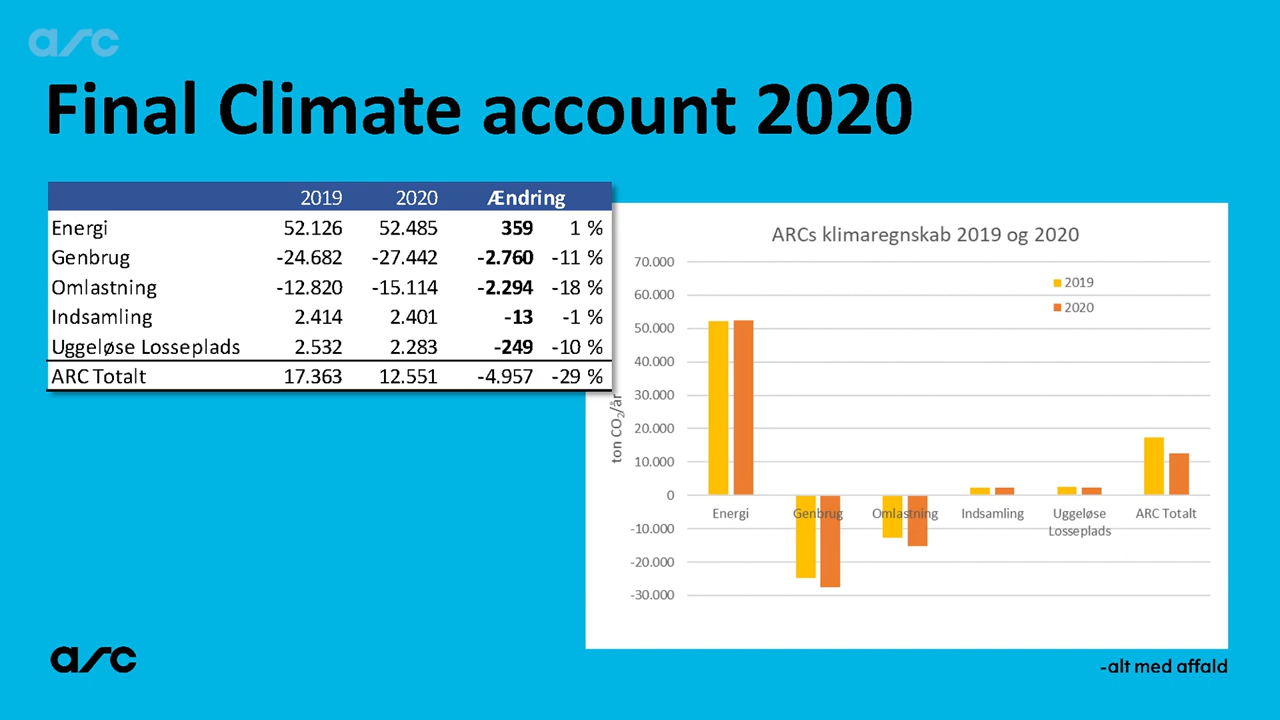 arc
Final Climate account 2020
2019 2020 Ændring
Energi 52.126 52.485 359 1 %
Genbrug -24.682 -27.442 -2.760 -11 %
Omlastning -12.820 -15.114 -2.294 -18 %
Indsamling 2.414 2.401 -13 -1 %
Uggeløse Losseplads 2.532 2.283 -249 -10 %
ARC Totalt 17.363 12.551 -4.957 -29 %
ARCs klimaregnskab 2019 og 2020
2019
2020
70.000
60.000
50.000
40.000
30.000
20.000
10.000
0
-10.000
-20.000
-30.000
ton CO₂/år
Energi Genbrug Omlastning Indsamling Uggeløse Losseplads ARC Totalt
arc
-alt med affald